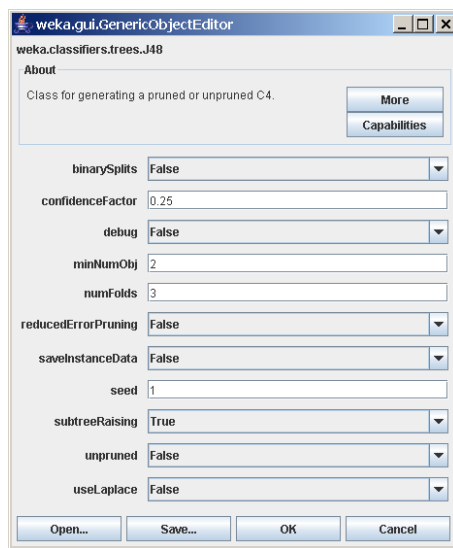 weka.gui.GenericObjectEditor
weka.classifiers.trees.J48
About
Class for generating a pruned or unpruned C4.
More
Capabilities
binarySplits False
confidenceFactor 0.25
debug False
minNumObj 2
numFolds 3
reducedErrorPruning False
saveInstanceData False
seed 1
subtreeRaising True
unpruned False
useLaplace False
Open... Save... OK Cancel